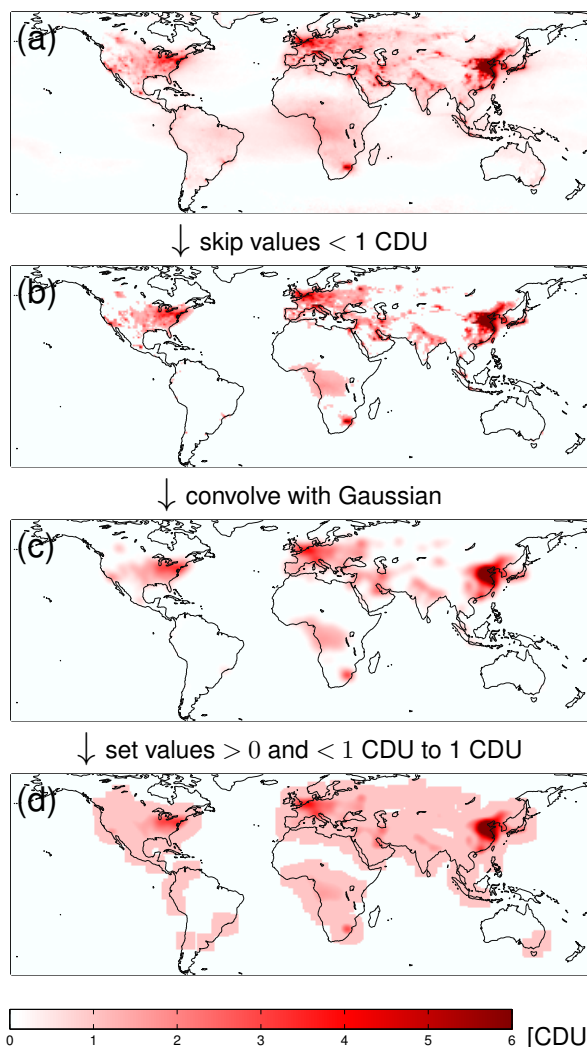 (a)
↓ skip values < 1 CDU
(b)
↓ convolve with Gaussian
(c)
↓ set values > 0 and < 1 CDU to 1 CDU
(d)
0 1 2 3 4 5 6 [CDU